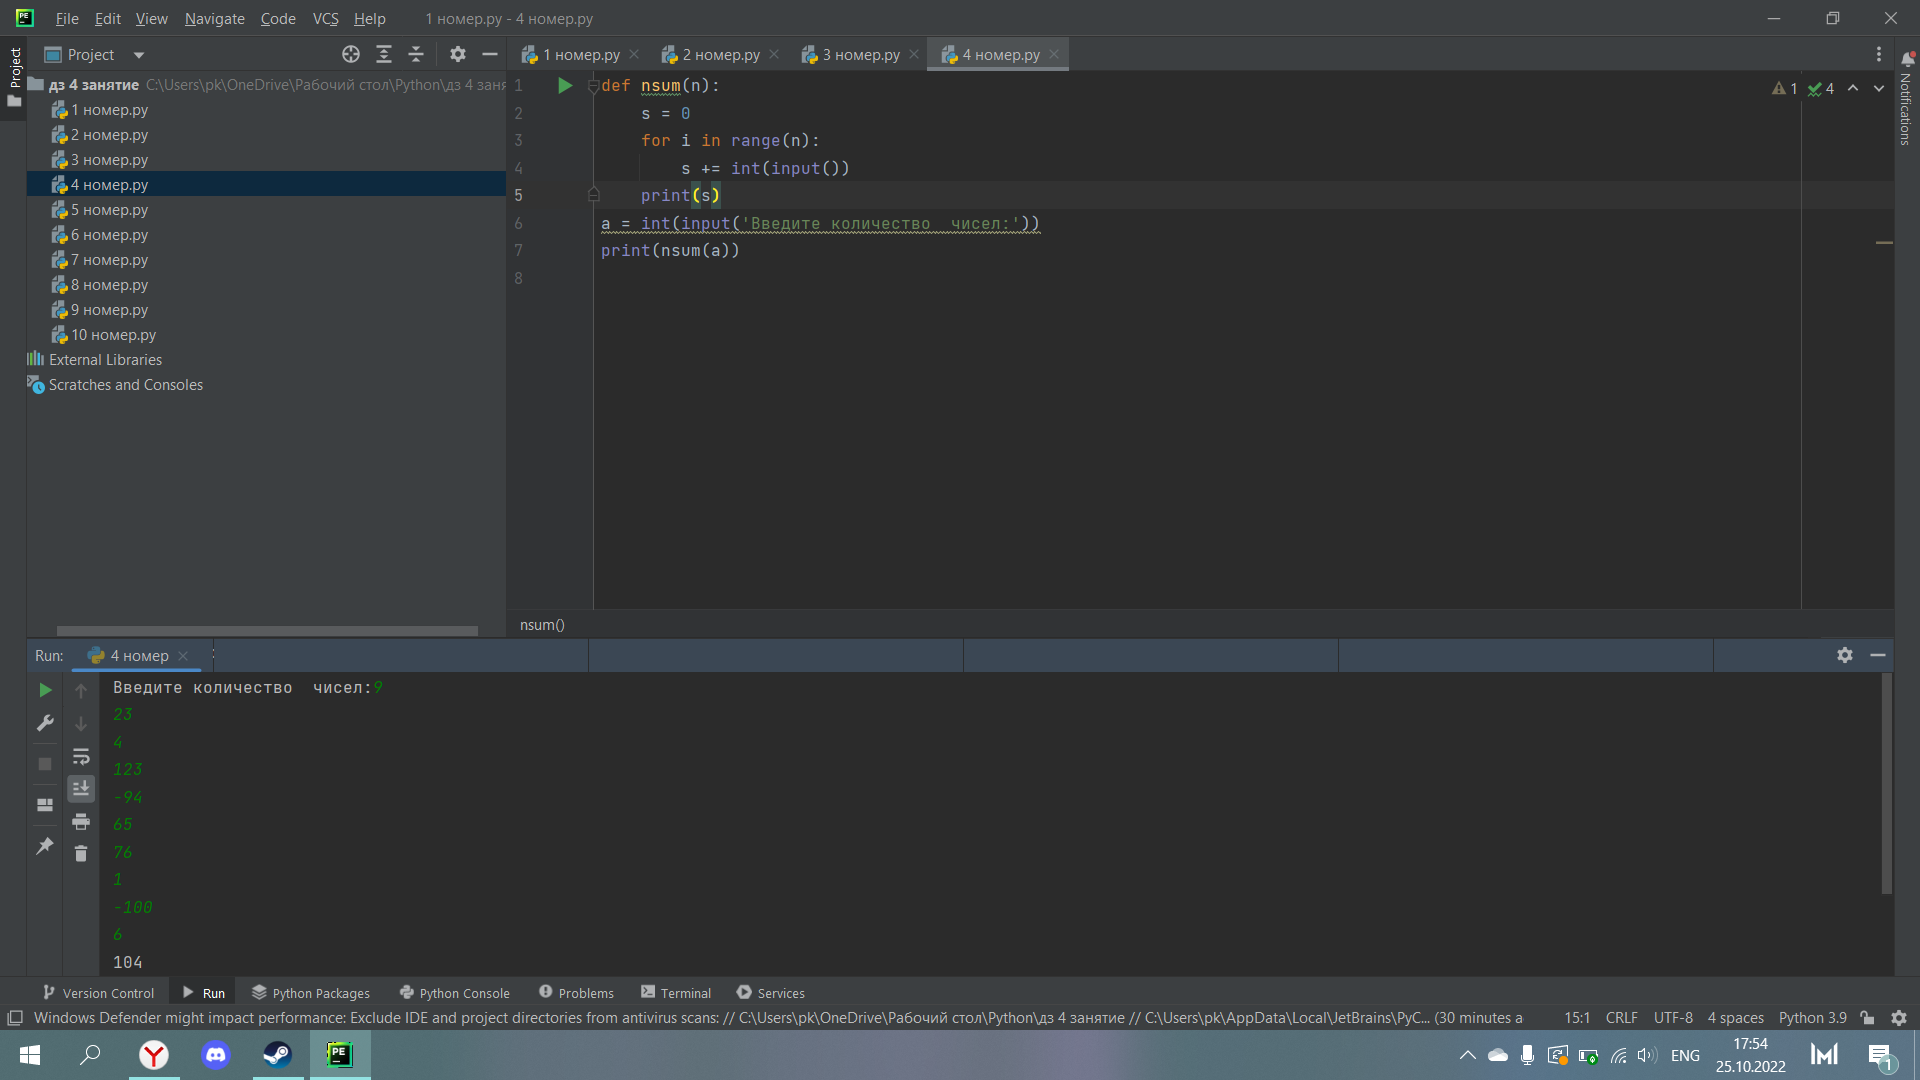 PE File Edit View Navigate Code VCS Help 1 номер.py - 4 номер.py
Project
Project
1 номер.py 2 номер.py 3 номер.py 4 номер.py
дз 4 занятие C:\Users\pk\OneDrive\Рабочий стол\Python\дз 4 заня
1 номер.py
2 номер.py
3 номер.py
4 номер.py
5 номер.py
6 номер.py
7 номер.py
8 номер.py
9 номер.py
10 номер.py
External Libraries
Scratches and Consoles
1 def nsum(n):
2 s = 0
3 for i in range(n):
4 s += int(input())
5 print(s)
6 a = int(input('Введите количество  чисел:'))
7 print(nsum(a))
8
1 4
Notifications
nsum()
Run: 4 номер
Введите количество  чисел:9
23
4
123
-94
65
76
1
-100
6
104
Version Control Run Python Packages Python Console Problems Terminal Services
Windows Defender might impact performance: Exclude IDE and project directories from antivirus scans: // C:\Users\pk\OneDrive\Рабочий стол\Python\дз 4 занятие // C:\Users\pk\AppData\Local\JetBrains\PyC... (30 minutes a 15:1 CRLF UTF-8 4 spaces Python 3.9
PE ENG 17:54
25.10.2022
1